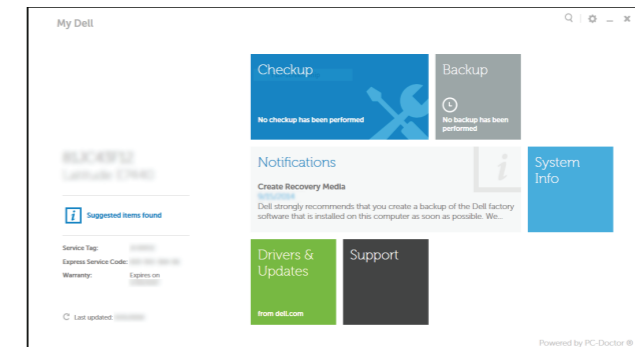 My Dell
Checkup
No checkup has been performed
Backup
No backup has been
performed
Notifications
Create Recovery Media
Dell strongly recommends that you create a backup of the Dell factory
software that is installed on this computer as soon as possible. We...
System
Info
i Suggested items found
Service Tag:
Express Service Code:
Warranty: Expires on
Last updated:
Drivers &
Updates
from dell.com
Support
Powered by PC-Doctor ®